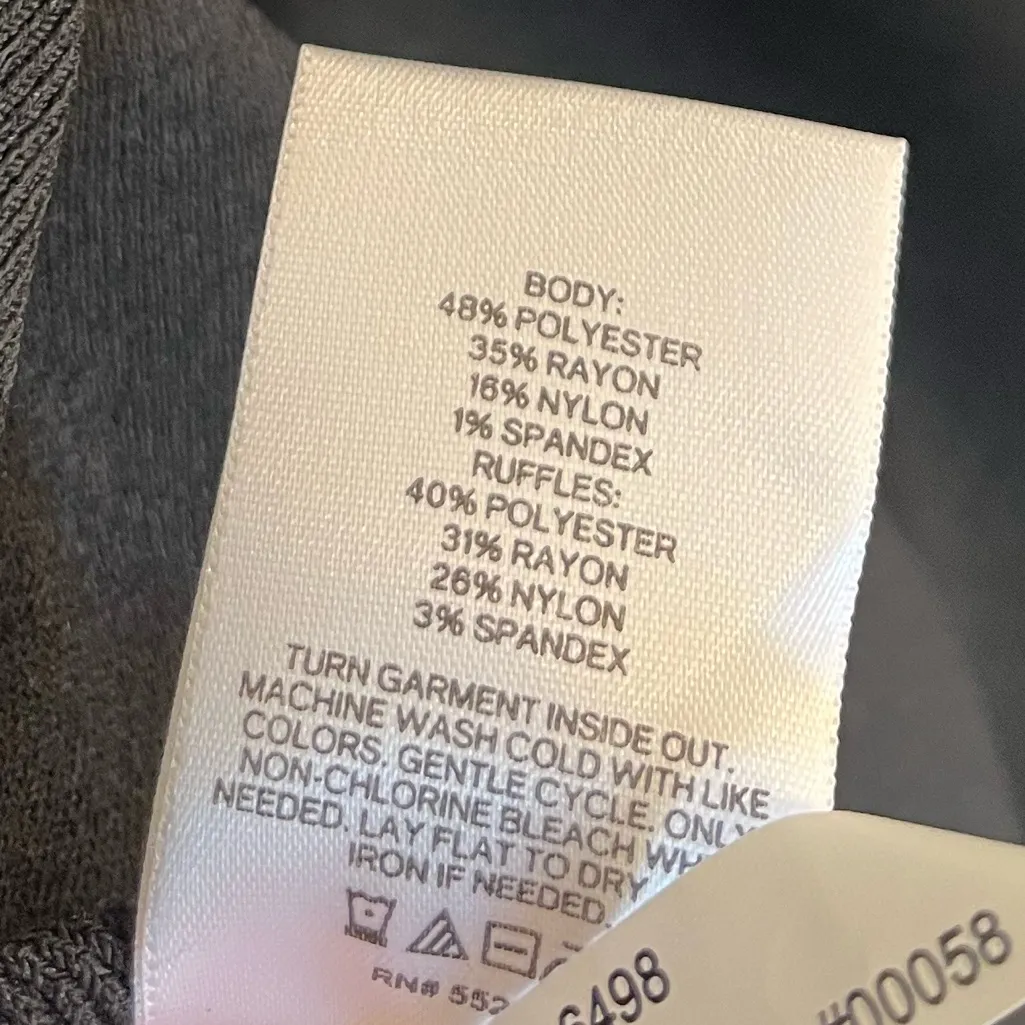 BODY:
48% POLYESTER
35% RAYON
16% NYLON
1% SPANDEX
RUFFLES:
40% POLYESTER
31% RAYON
26% NYLON
3% SPANDEX
TURN GARMENT INSIDE OUT.
MACHINE WASH COLD WITH LIKE
COLORS. GENTLE CYCLE. ONLY
NON-CHLORINE BLEACH
NEEDED. LAY FLAT TO DRY.
IRON IF NEEDED.
RN# 552
6498
#00058